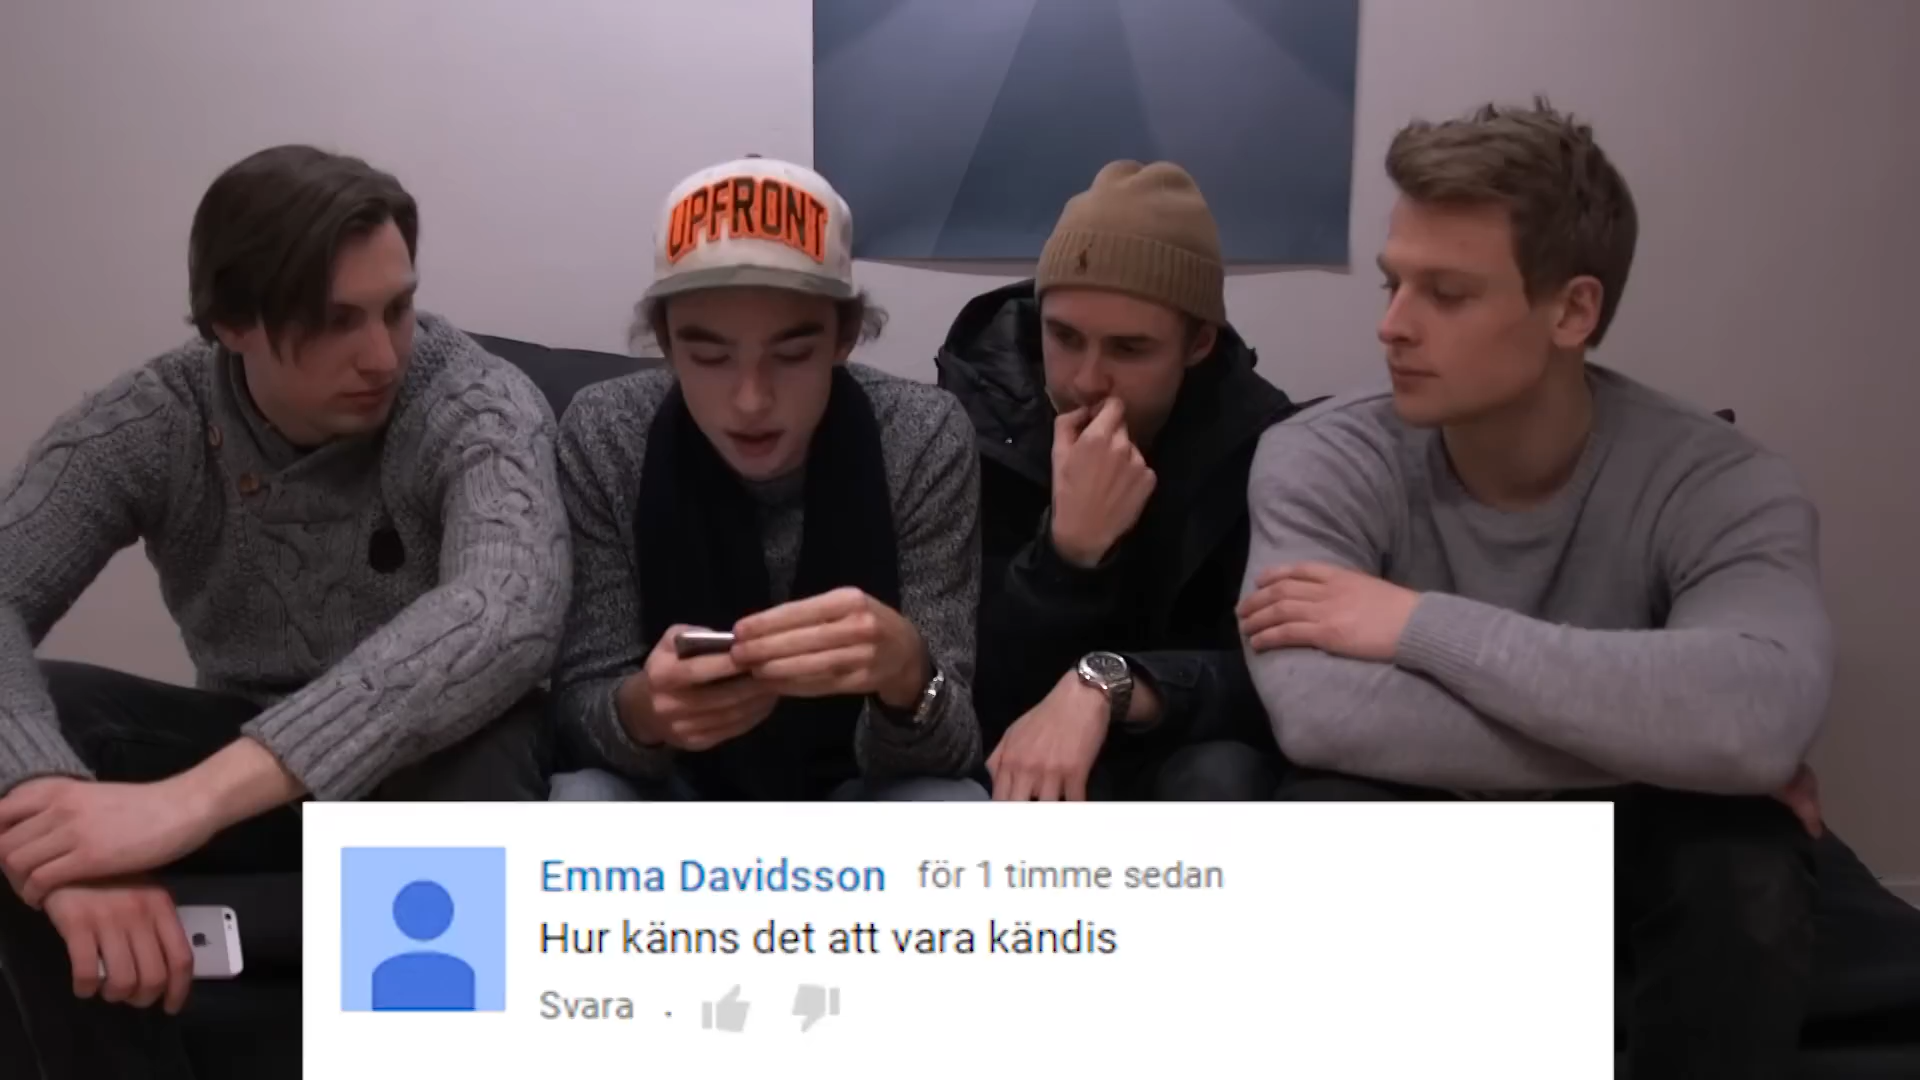 UPFRONT
Emma Davidsson för 1 timme sedan
Hur känns det att vara kändis
Svara .